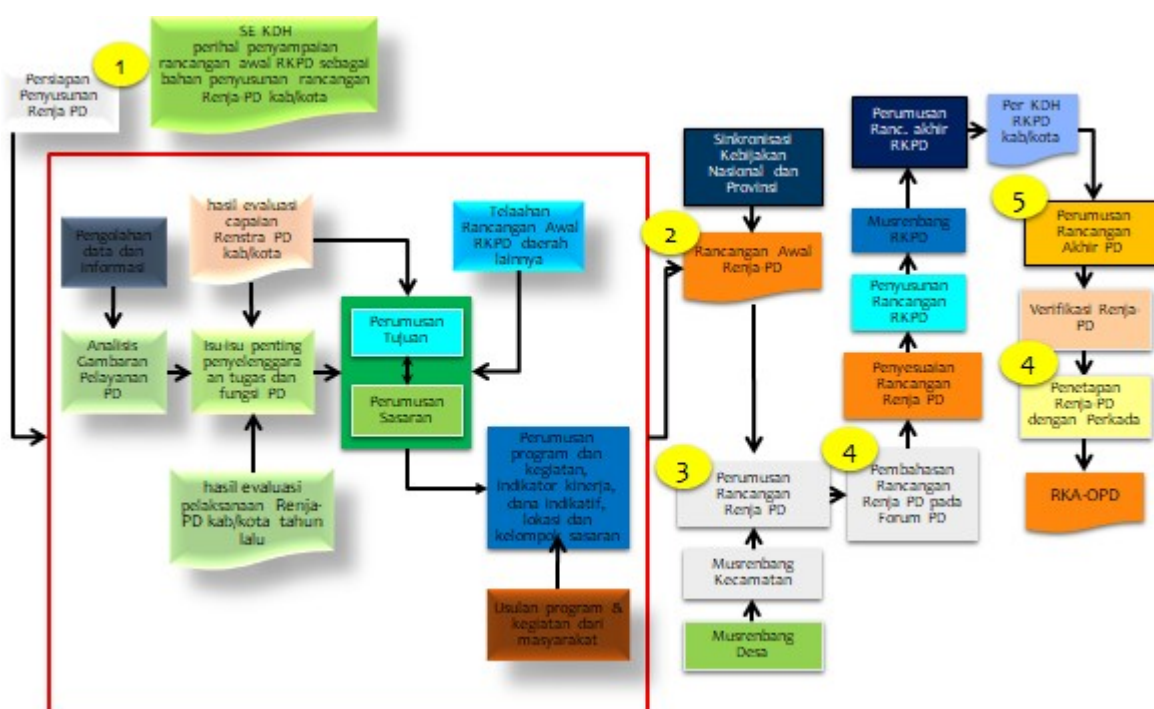 1
Persiapan
Penyusunan
Renja PD
SE KDH
perihal penyampaian
rancangan awal RKPD sebagai
bahan penyusunan rancangan
Renja-PD kab/kota
Pengolahan
data dan
informasi
hasil evaluasi
capaian
Renstra PD
kab/kota
Telaahan
Rancangan Awal
RKPD daerah
lainnya
Analisis
Gambaran
Pelayanan
PD
Isu-isu penting
penyelenggara
an tugas dan
fungsi PD
Perumusan
Tujuan
Perumusan
Sasaran
hasil evaluasi
pelaksanaan Renja-
PD kab/kota tahun
lalu
Perumusan
program dan
kegiatan,
indikator kinerja,
dana indikatif,
lokasi dan
kelompok sasaran
Usulan program &
kegiatan dari
masyarakat
Sinkronisasi
Kebijakan
Nasional dan
Provinsi
2
Rancangan Awal
Renja-PD
3
Perumusan
Rancangan
Renja PD
Musrenbang
Kecamatan
Musrenbang
Desa
4
Pembahasan
Rancangan
Renja PD pada
Forum PD
Penyesuaian
Rancangan
Renja PD
Penyusunan
Rancangan
RKPD
Musrenbang
RKPD
Perumusan
Ranc. akhir
RKPD
Per KDH
RKPD
kab/kota
5
Perumusan
Rancangan
Akhir PD
Verifikasi Renja-
PD
4
Penetapan
Renja-PD
dengan Perkada
RKA-OPD